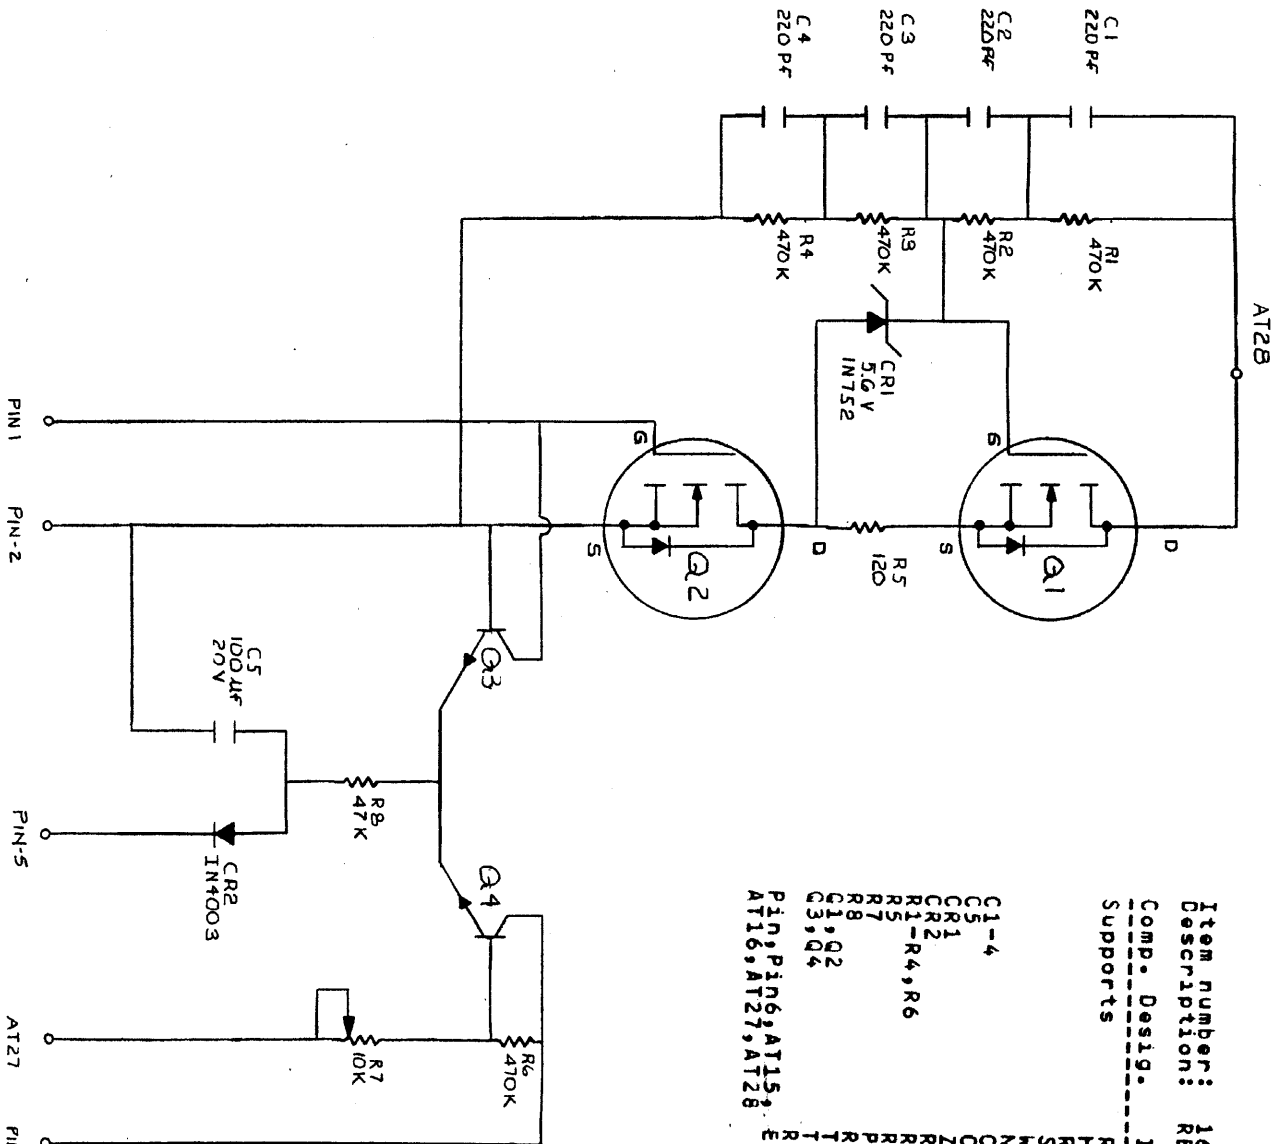 AT28
C1
220 Pf
R1
470K
C2
220 Pf
R2
470K
C3
220 Pf
R3
470K
C4
220 Pf
R4
470K
CR1
5.6 V
IN752
G
D
Q1
S
R5
120
D
G
Q2
S
Q3
Q4
R6
470K
R7
10K
R8
47K
C5
100 uf
20V
CR2
IN4003
PIN 1
PIN-2
PIN-5
AT27
Item number:
Description:
Comp. Desig.
Supports
C1-4
C5
CR1
CR2
R1-R4,R6
R5
R7
R8
Q1,Q2
Q3,Q4
Pin,Pin6,AT15,
AT16,AT27,AT28